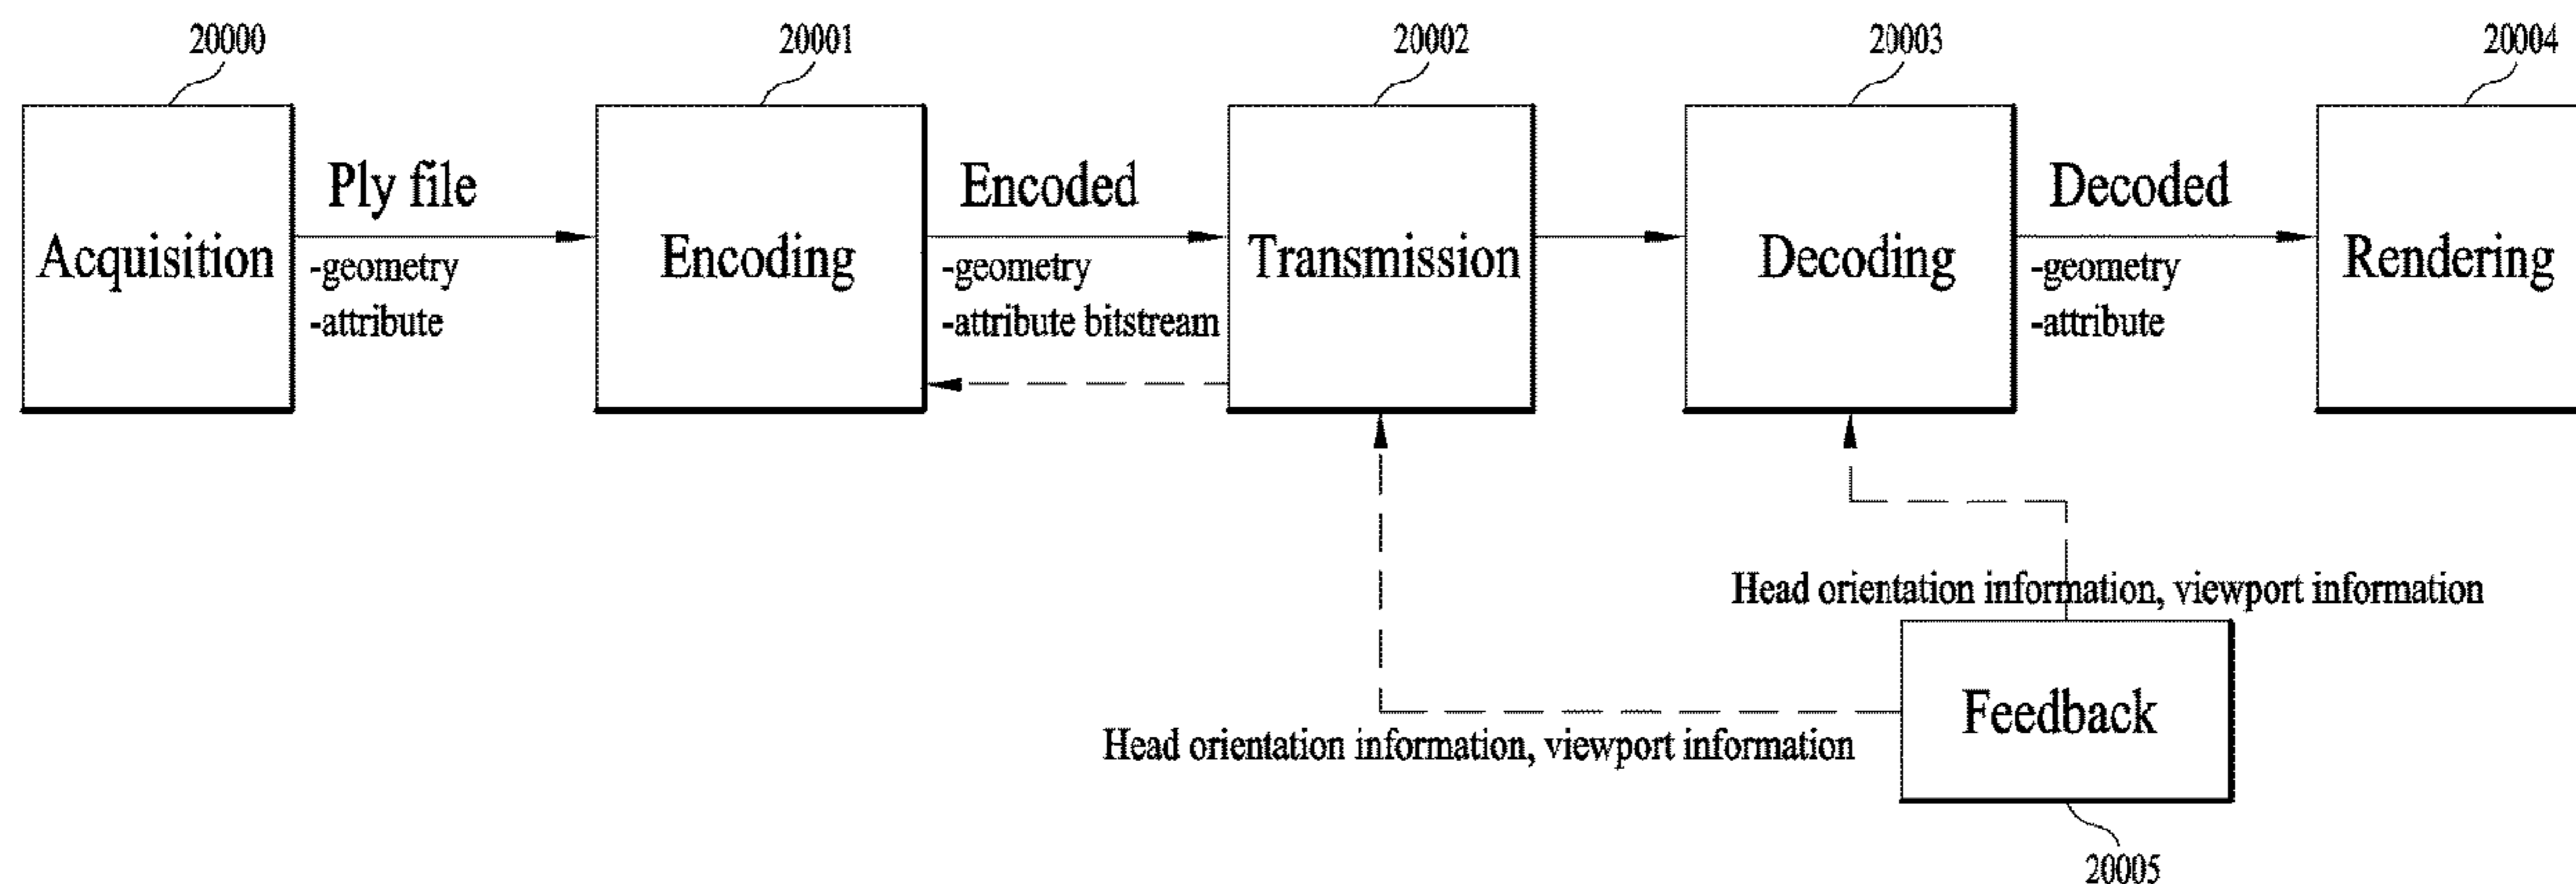 20000
20001
20002
20003
20004
Ply file
Encoded
Decoded
Acquisition
-geometry
-attribute
Encoding
-geometry
-attribute bitstream
Transmission
Decoding
-geometry
-attribute
Rendering
Head orientation information, viewport information
Feedback
Head orientation information, viewport information
20005